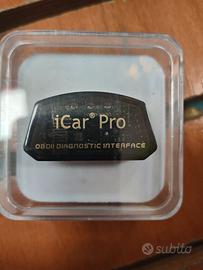 iCar® Pro
OBDII DIAGNOSTIC INTERFACE
subito